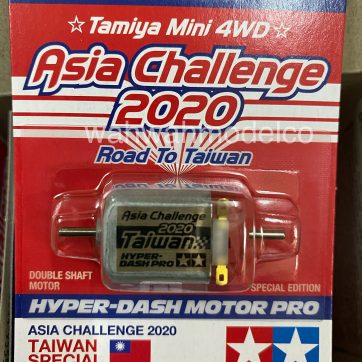 ☆ Tamiya Mini 4WD ☆
Asia Challenge
2020
wanwanmodelco
Road To Taiwan
Asia Challenge
2020
Taiwan
HYPER-
DASH PRO
DOUBLE SHAFT
MOTOR
SPECIAL EDITION
HYPER-DASH MOTOR PRO
ASIA CHALLENGE 2020
TAIWAN
SPECIAL